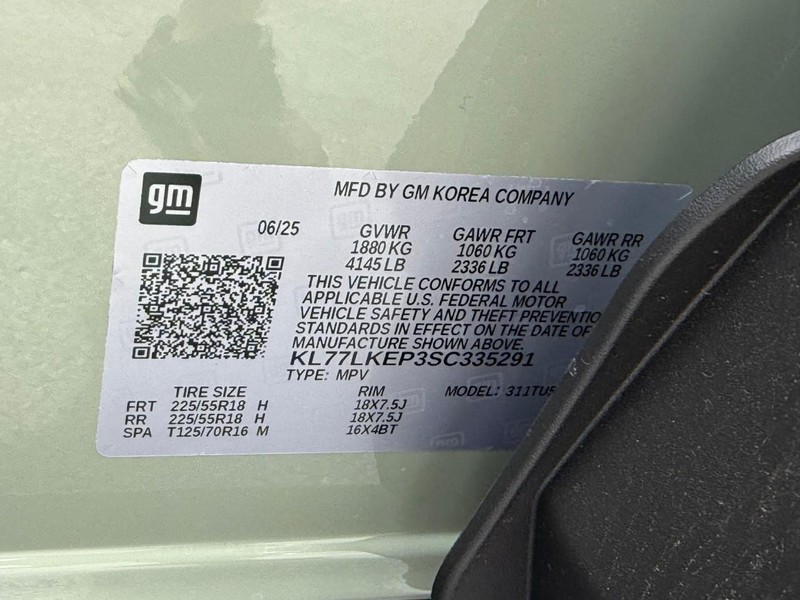 gm
MFD BY GM KOREA COMPANY
06/25 GVWR GAWR FRT GAWR RR
1880 KG 1060 KG 1060 KG
4145 LB 2336 LB 2336 LB
THIS VEHICLE CONFORMS TO ALL
APPLICABLE U.S. FEDERAL MOTOR
VEHICLE SAFETY AND THEFT PREVENTIO
STANDARDS IN EFFECT ON THE DATE OF
MANUFACTURE SHOWN ABOVE.
KL77LKEP3SC335291
TYPE: MPV
TIRE SIZE RIM MODEL: 311TU5
FRT 225/55R18 H 18X7.5J
RR 225/55R18 H 18X7.5J
SPA T125/70R16 M 16X4BT